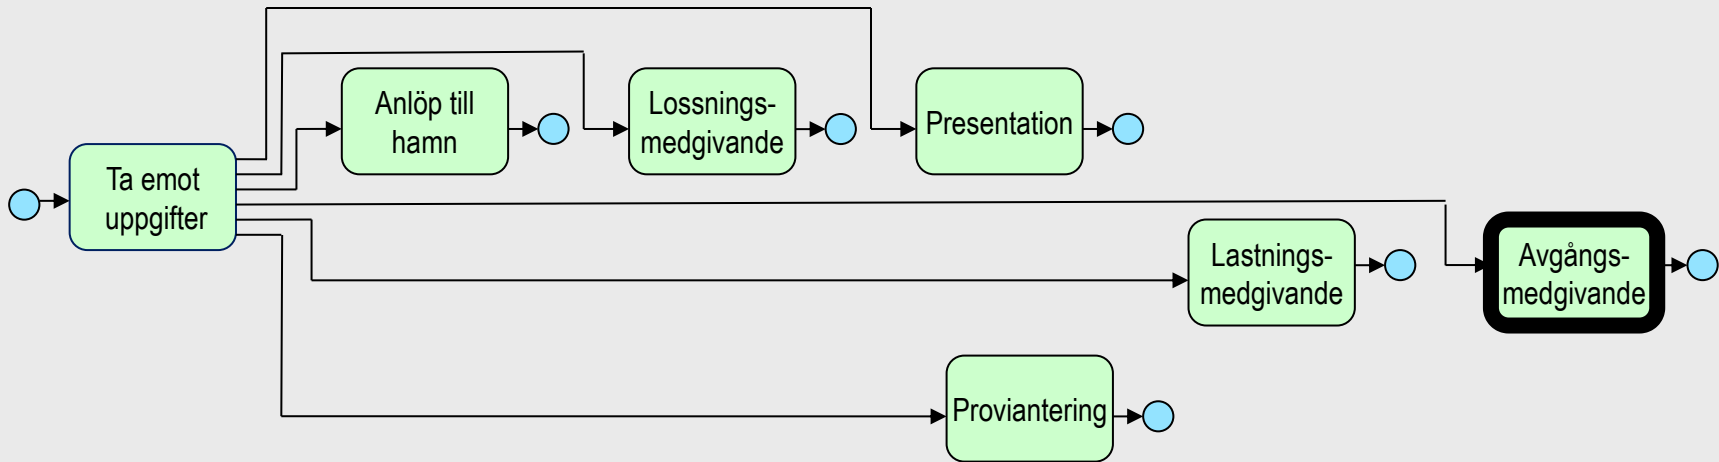 Ta emot
uppgifter
Anlöp till
hamn
Lossnings-
medgivande
Presentation
Lastnings-
medgivande
Avgångs-
medgivande
Proviantering